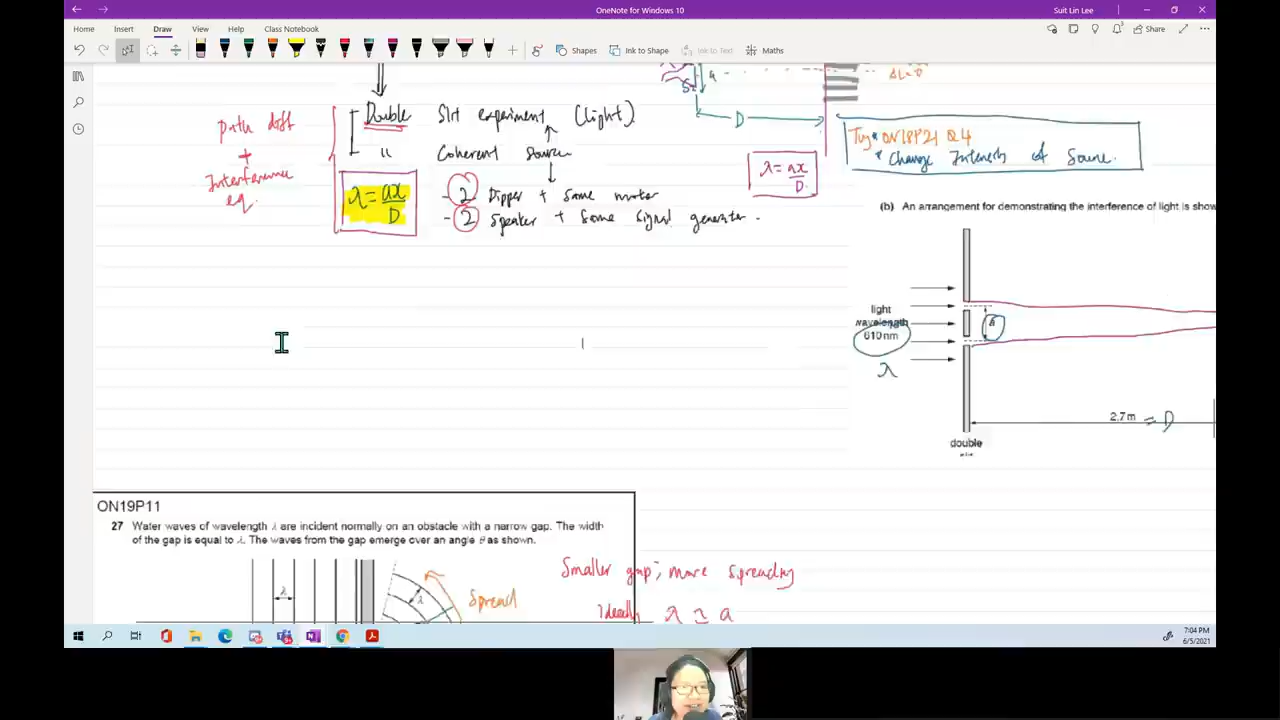 OneNote for Windows 10
Suit Lin Lee
Home Insert Draw View Help Class Notebook
Share
Shapes Ink to Shape Ink to Text Maths
Double Slit experiment (light)
" Coherent Source
Path diff
+
Interference
eq.
λ = ax
D
- 2 Dipper + Same motor
- 2 Speaker + Same signal generator.
a
D
ΔL=0
λ = ax
D
Try * ON18P21 Q4
* Change Intensity of Source.
(b) An arrangement for demonstrating the interference of light is show
light
wavelength
610 nm
λ
a
2.7 m = D
double
ON19P11
27 Water waves of wavelength λ are incident normally on an obstacle with a narrow gap. The width
of the gap is equal to λ. The waves from the gap emerge over an angle θ as shown.
λ
λ
Spread
Smaller gap, more spreading
Ideally λ ≃ a
7:04 PM
6/5/2021